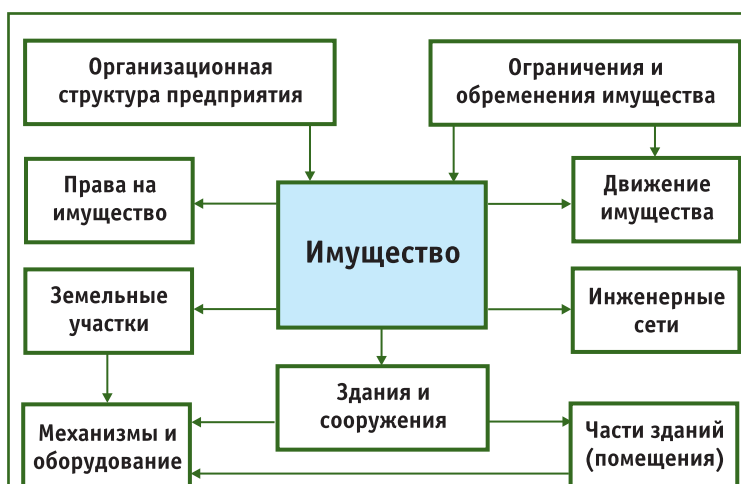 Организационная
структура предприятия
Ограничения и
обременения имущества
Права на
имущество
Имущество
Движение
имущества
Земельные
участки
Инженерные
сети
Здания и
сооружения
Механизмы и
оборудование
Части зданий
(помещения)